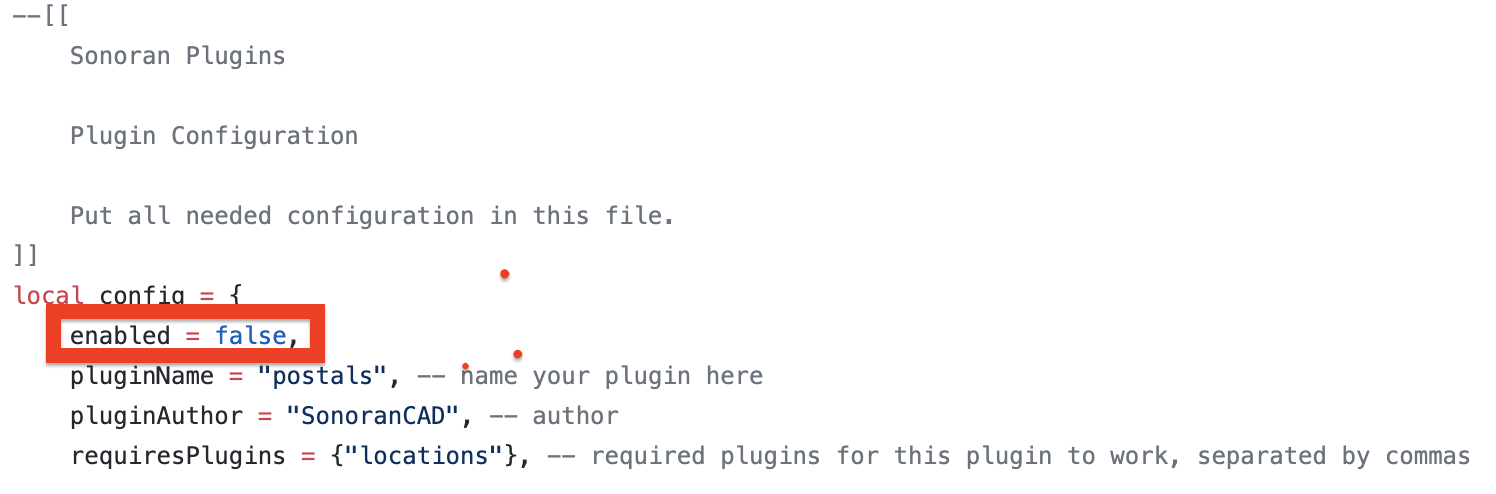 --[[
Sonoran Plugins
Plugin Configuration
Put all needed configuration in this file.
]]
local config = {
enabled = false,
pluginName = "postals", -- name your plugin here
pluginAuthor = "SonoranCAD", -- author
requiresPlugins = {"locations"}, -- required plugins for this plugin to work, separated by commas